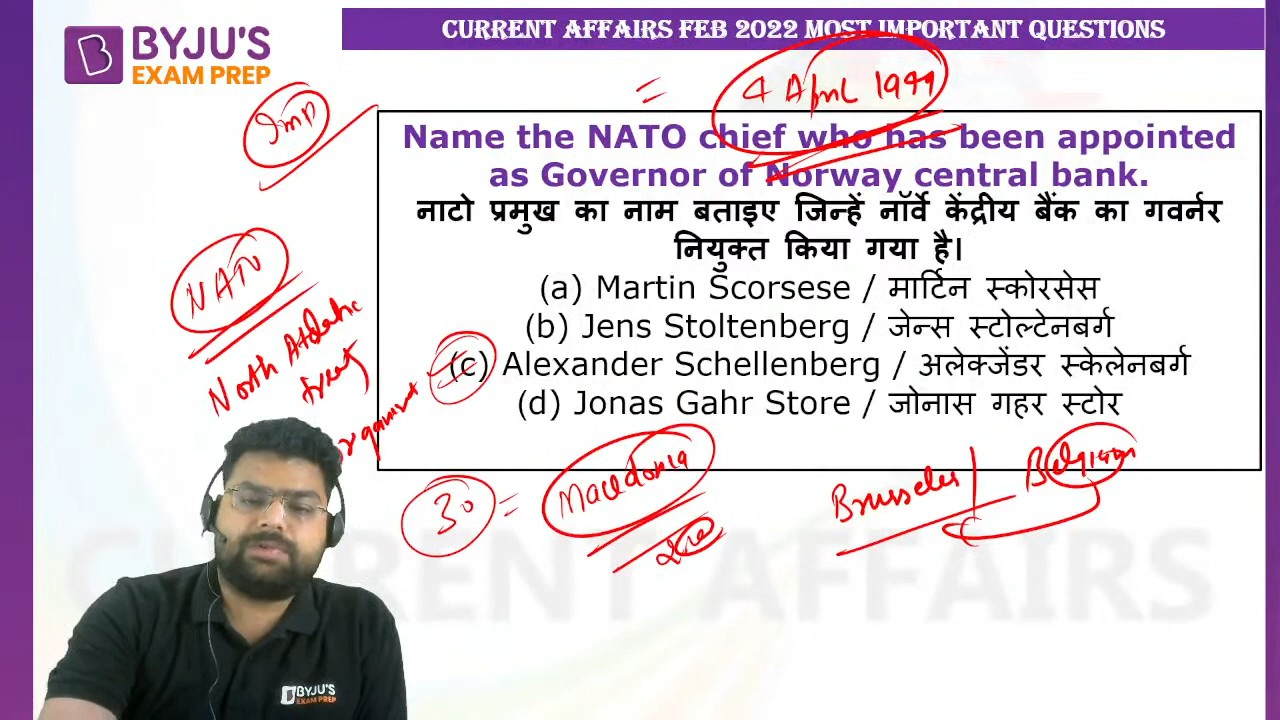 BYJU'S
EXAM PREP
CURRENT AFFAIRS FEB 2022 MOST IMPORTANT QUESTIONS
= 4 April 1949
Imp
Name the NATO chief who has been appointed
as Governor of Norway central bank.
नाटो प्रमुख का नाम बताइए जिन्हें नॉर्वे केंद्रीय बैंक का गवर्नर
नियुक्त किया गया है।
(a) Martin Scorsese / मार्टिन स्कोरसेस
(b) Jens Stoltenberg / जेन्स स्टोल्टेनबर्ग
(c) Alexander Schellenberg / अलेक्जेंडर स्केलेनबर्ग
(d) Jonas Gahr Store / जोनास गहर स्टोर
NATO
North Atlantic
treaty
30 = Macedonia
Brussels / Belgium
CURRENT AFFAIRS
BYJU'S
EXAM PREP